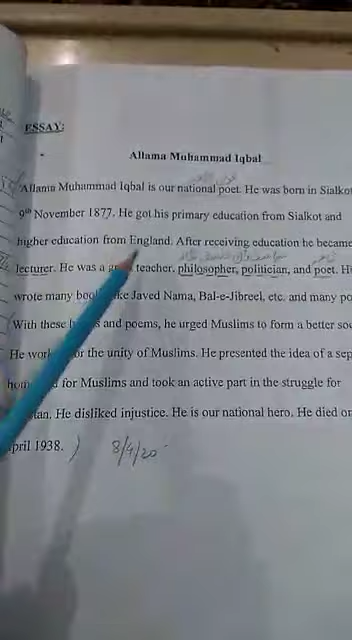 ESSAY:
Allama Muhammad Iqbal
Allama Muhammad Iqbal is our national poet. He was born in Sialkot
9th November 1877. He got his primary education from Sialkot and
higher education from England. After receiving education he became
lecturer. He was a teacher, philosopher, politician, and poet. H
wrote many Javed Nama, Bal-e-Jibreel, etc. and many po
With these and poems, he urged Muslims to form a better so
He for the unity of Muslims. He presented the idea of a sep
for Muslims and took an active part in the struggle for
He disliked injustice. He is our national hero. He died on
pril 1938. ) 8/4/20